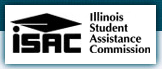 iSAC
Illinois
Student
Assistance
Commission